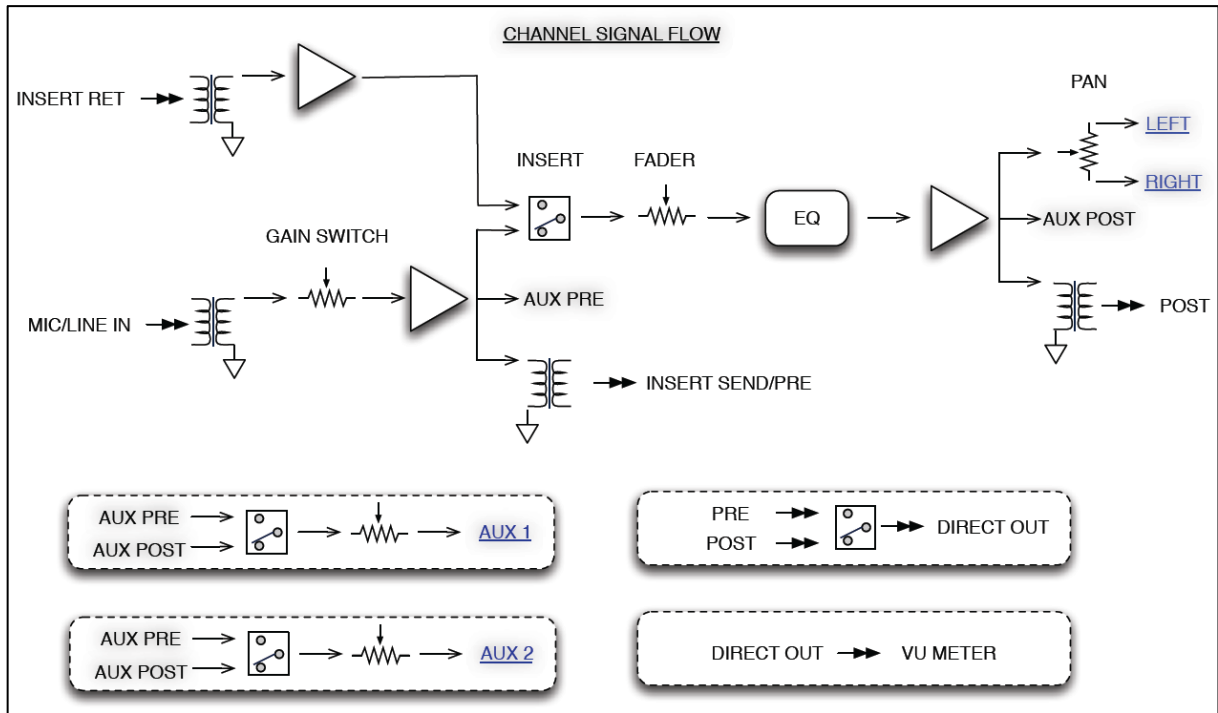 CHANNEL SIGNAL FLOW
INSERT RET
PAN
LEFT
RIGHT
INSERT
FADER
EQ
AUX POST
GAIN SWITCH
AUX PRE
MIC/LINE IN
POST
INSERT SEND/PRE
AUX PRE
AUX POST
AUX 1
PRE
POST
DIRECT OUT
AUX PRE
AUX POST
AUX 2
DIRECT OUT
VU METER